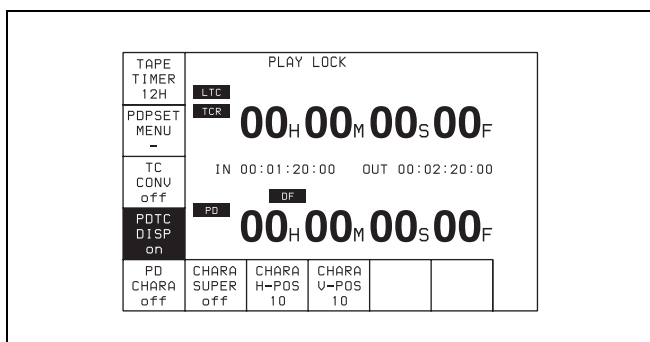 TAPE
TIMER
12H
PLAY LOCK
LTC
TCR
00H 00M 00S 00F
PDPSET
MENU
–
TC
CONV
off
IN 00:01:20:00 OUT 00:02:20:00
DF
PD
00H 00M 00S 00F
PDTC
DISP
on
PD
CHARA
off
CHARA
SUPER
off
CHARA
H-POS
10
CHARA
V-POS
10